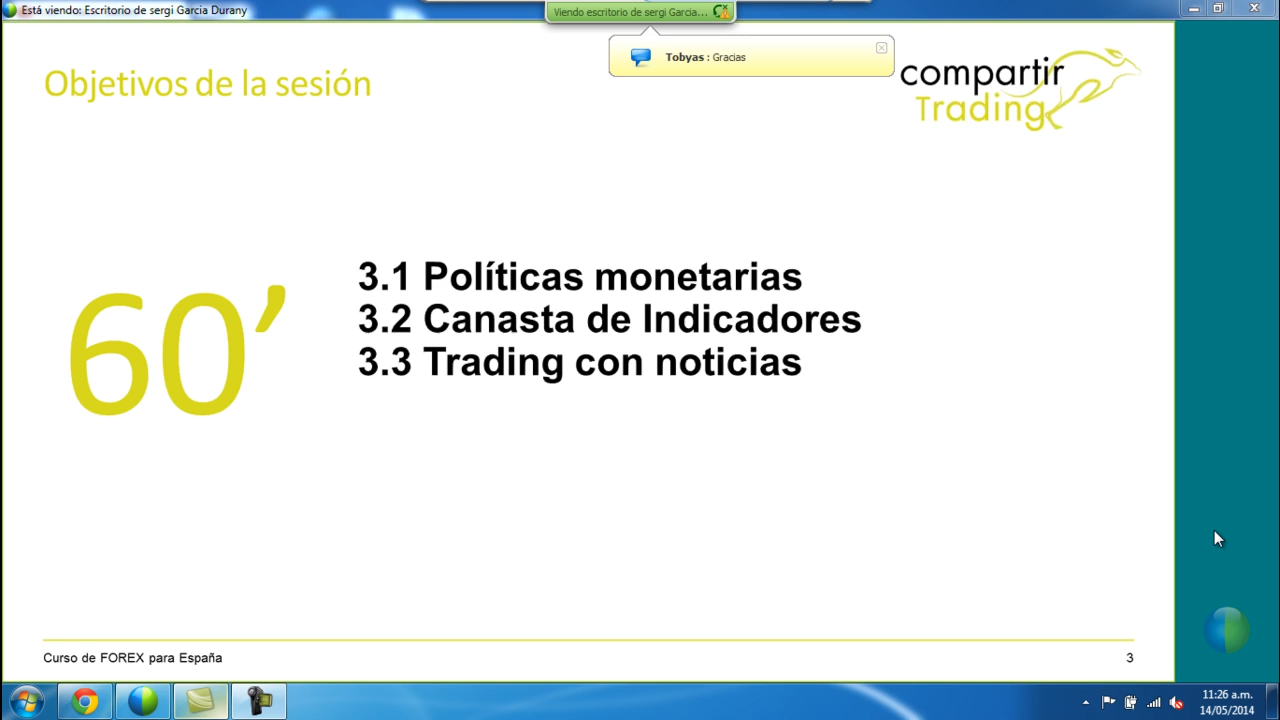 Está viendo: Escritorio de sergi Garcia Durany
Viendo escritorio de sergi Garcia...
Tobyas : Gracias
Objetivos de la sesión
compartir
Trading
60’
3.1 Políticas monetarias
3.2 Canasta de Indicadores
3.3 Trading con noticias
Curso de FOREX para España
3
11:26 a.m.
14/05/2014